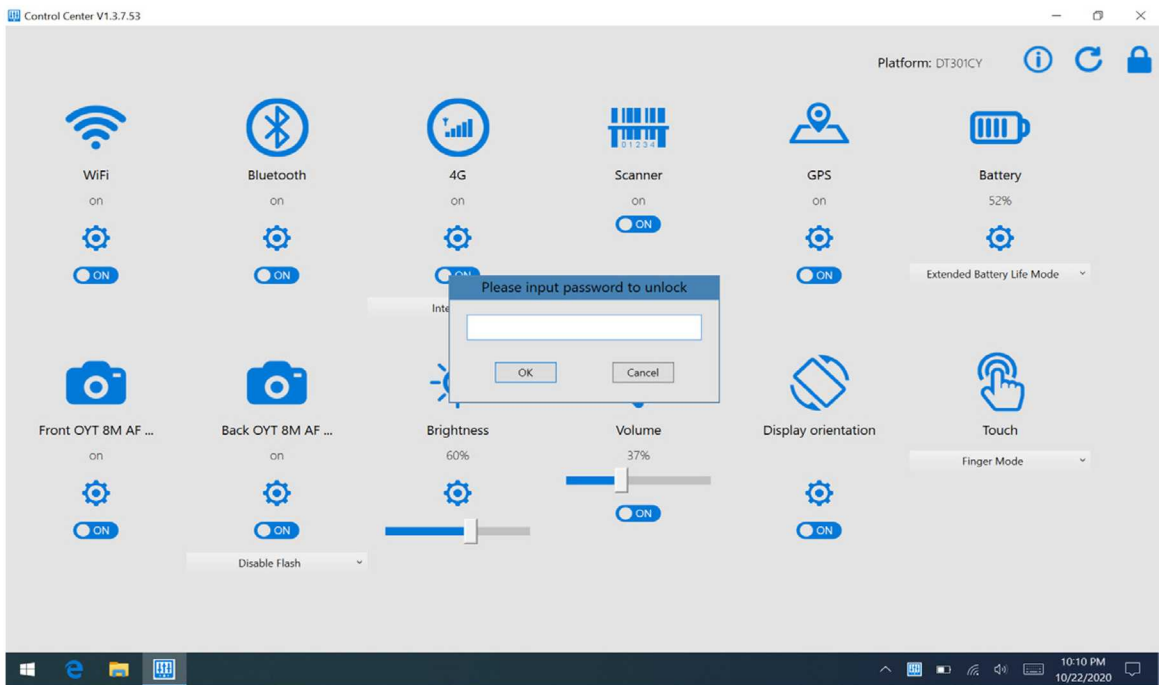 Control Center V1.3.7.53
Platform: DT301CY
WiFi
Bluetooth
4G
01234
Scanner
GPS
Battery
on
on
on
on
on
52%
ON
ON
ON
ON
ON
Extended Battery Life Mode
Inte
Please input password to unlock
OK
Cancel
Front OYT 8M AF ...
Back OYT 8M AF ...
Brightness
Volume
Display orientation
Touch
on
on
60%
37%
Finger Mode
ON
ON
ON
ON
Disable Flash
10:10 PM
10/22/2020